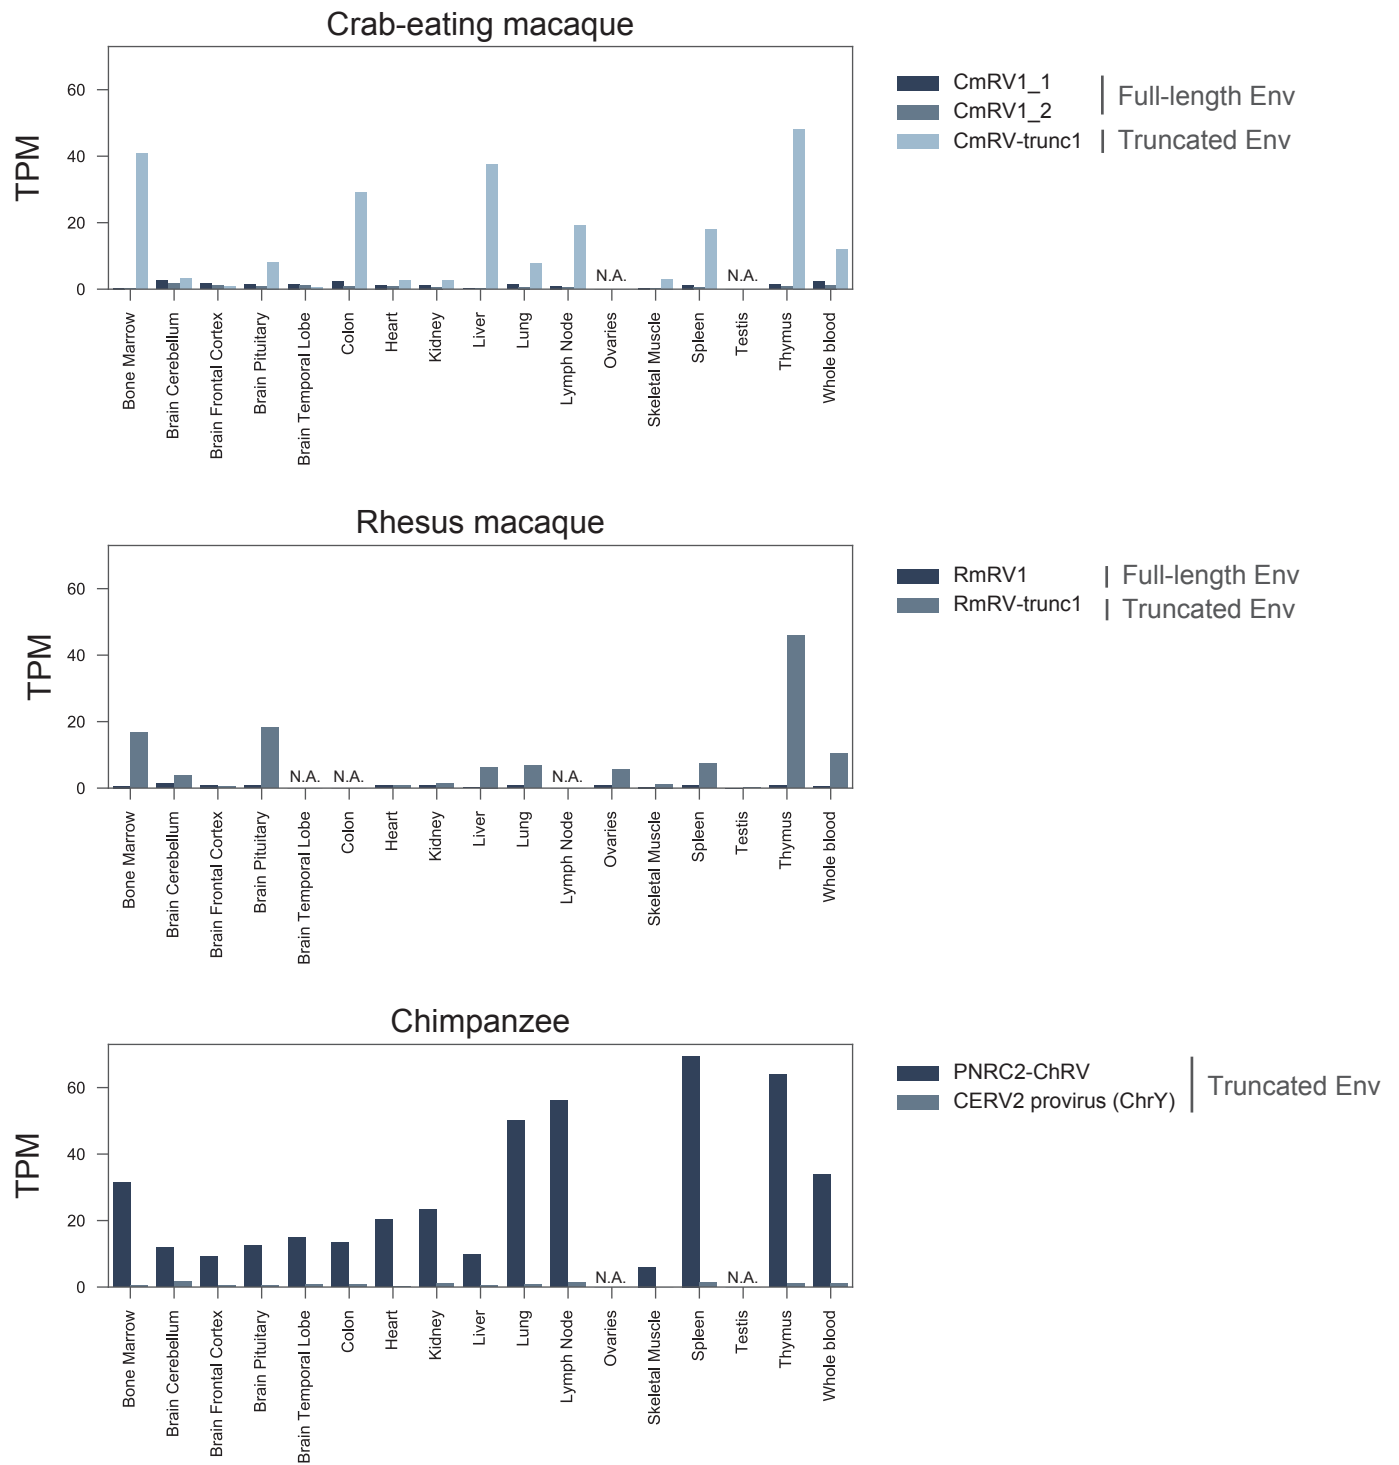 Crab-eating macaque
TPM
60
40
20
0
N.A.
N.A.
Bone Marrow
Brain Cerebellum
Brain Frontal Cortex
Brain Pituitary
Brain Temporal Lobe
Colon
Heart
Kidney
Liver
Lung
Lymph Node
Ovaries
Skeletal Muscle
Spleen
Testis
Thymus
Whole blood
CmRV1_1
CmRV1_2
Full-length Env
CmRV-trunc1
Truncated Env
Rhesus macaque
TPM
60
40
20
0
N.A.
N.A.
N.A.
Bone Marrow
Brain Cerebellum
Brain Frontal Cortex
Brain Pituitary
Brain Temporal Lobe
Colon
Heart
Kidney
Liver
Lung
Lymph Node
Ovaries
Skeletal Muscle
Spleen
Testis
Thymus
Whole blood
RmRV1
Full-length Env
RmRV-trunc1
Truncated Env
Chimpanzee
TPM
60
40
20
0
N.A.
N.A.
Bone Marrow
Brain Cerebellum
Brain Frontal Cortex
Brain Pituitary
Brain Temporal Lobe
Colon
Heart
Kidney
Liver
Lung
Lymph Node
Ovaries
Skeletal Muscle
Spleen
Testis
Thymus
Whole blood
PNRC2-ChRV
CERV2 provirus (ChrY)
Truncated Env